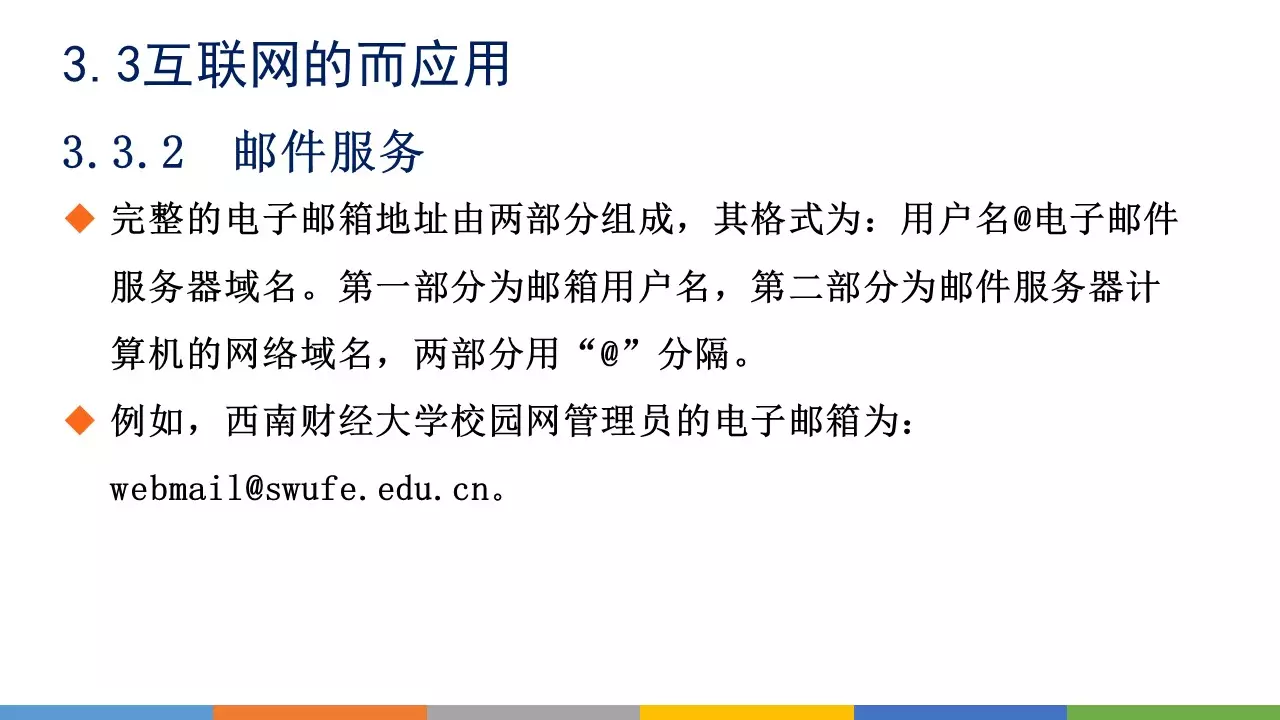 3.3互联网的而应用
3.3.2 邮件服务
完整的电子邮箱地址由两部分组成，其格式为：用户名@电子邮件
服务器域名。第一部分为邮箱用户名，第二部分为邮件服务器计
算机的网络域名，两部分用“@”分隔。
例如，西南财经大学校园网管理员的电子邮箱为：
webmail@swufe.edu.cn。